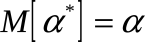 M[α*] = α